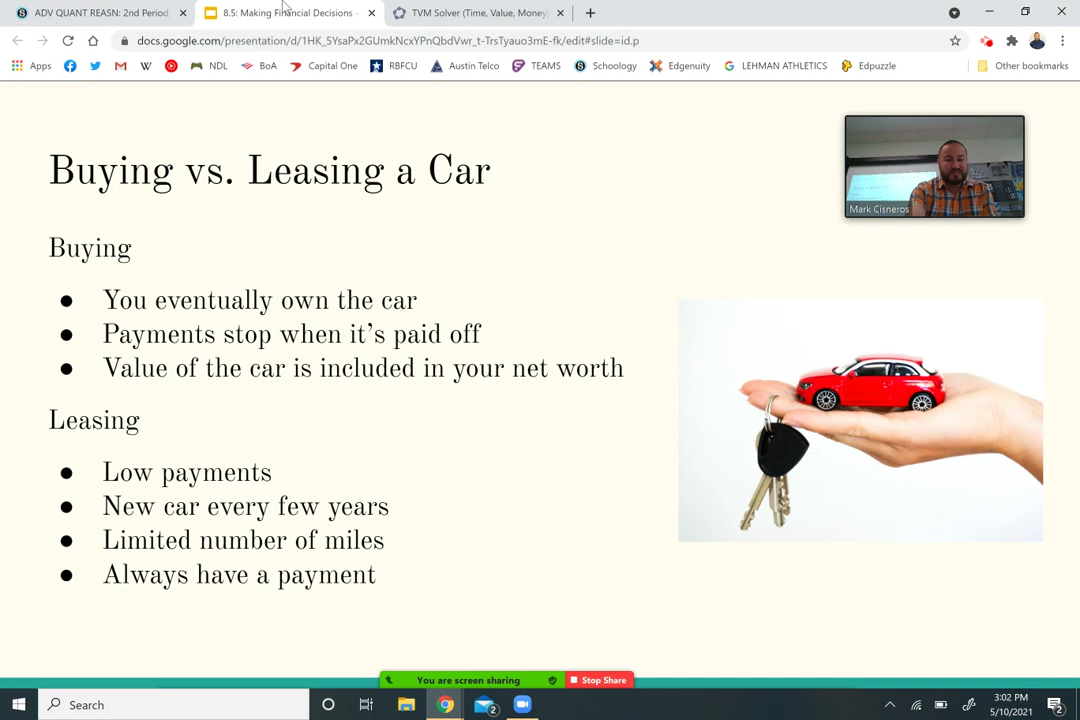 ADV QUANT REASN: 2nd Period,
8.5: Making Financial Decisions -
TVM Solver (Time, Value, Money)
docs.google.com/presentation/d/1HK_5YsaPx2GUmkNcxYPnQbdVwr_t-TrsTyauo3mE-fk/edit#slide=id.p
Apps
NDL
BoA
Capital One
RBFCU
Austin Telco
TEAMS
Schoology
Edgenuity
LEHMAN ATHLETICS
Edpuzzle
Other bookmarks
Buying vs. Leasing a Car
Mark Cisneros
Buying
● You eventually own the car
● Payments stop when it's paid off
● Value of the car is included in your net worth
Leasing
● Low payments
● New car every few years
● Limited number of miles
● Always have a payment
You are screen sharing
Stop Share
Search
2
3:02 PM
5/10/2021
2